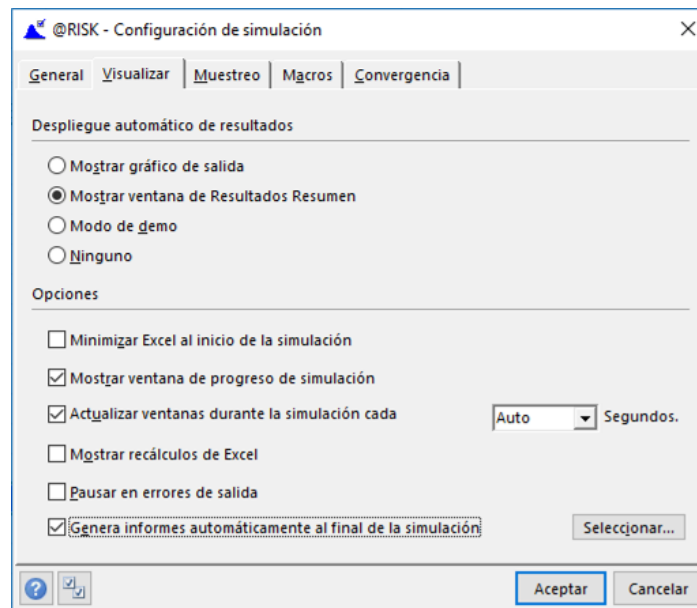 @RISK - Configuración de simulación
General Visualizar Muestreo Macros Convergencia
Despliegue automático de resultados
Mostrar gráfico de salida
Mostrar ventana de Resultados Resumen
Modo de demo
Ninguno
Opciones
Minimizar Excel al inicio de la simulación
Mostrar ventana de progreso de simulación
Actualizar ventanas durante la simulación cada Auto Segundos.
Mostrar recálculos de Excel
Pausar en errores de salida
Genera informes automáticamente al final de la simulación Seleccionar...
Aceptar Cancelar